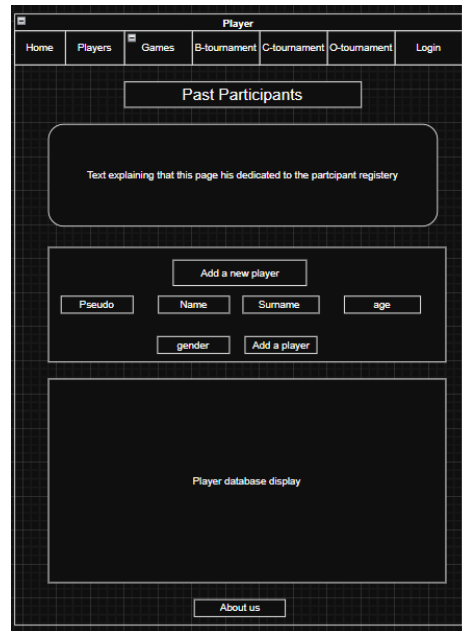 Player
Home Players Games B-tournament C-tournament O-tournament Login
Past Participants
Text explaining that this page his dedicated to the partcipant registery
Add a new player
Pseudo Name Surname age
gender Add a player
Player database display
About us